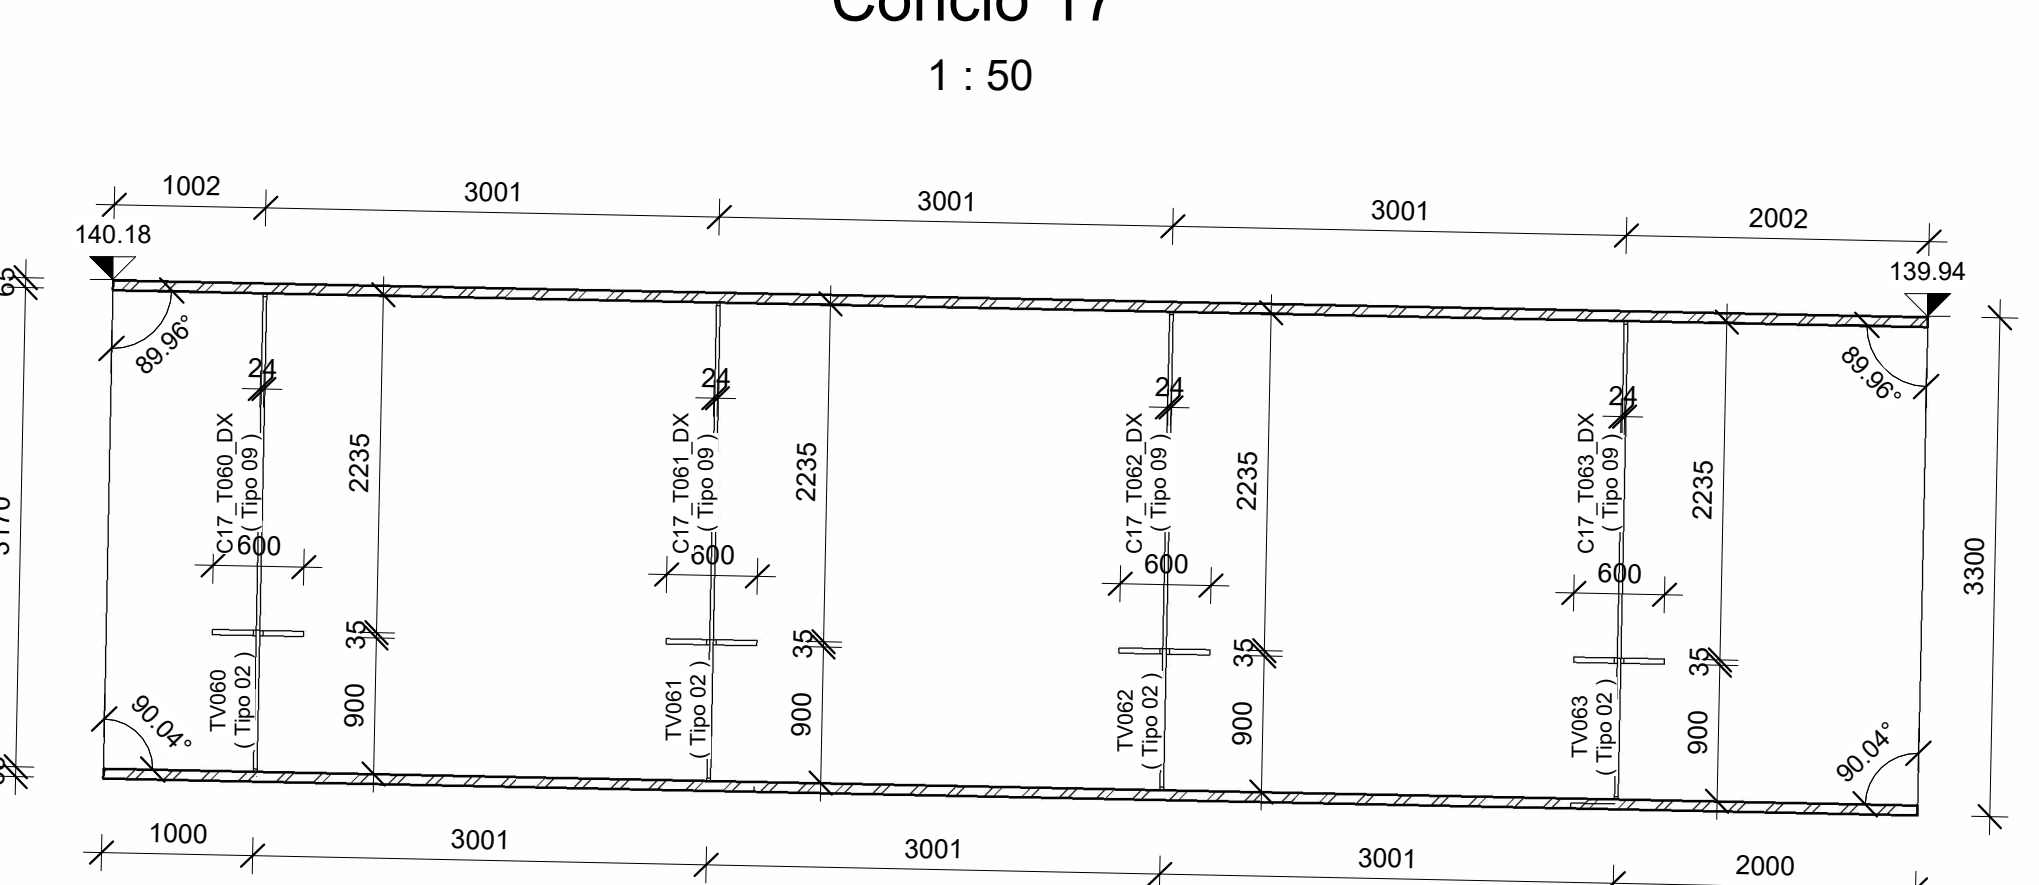 Concio 17
1 : 50
1002
3001
3001
3001
2002
140.18
139.94
65
89.96°
89.96°
24
24
24
24
C17_T060_DX
( Tipo 09 )
2235
C17_T061_DX
( Tipo 09 )
2235
C17_T062_DX
( Tipo 09 )
2235
C17_T063_DX
( Tipo 09 )
2235
3170
600
600
600
600
3300
35
35
35
35
TV060
( Tipo 02 )
900
TV061
( Tipo 02 )
900
TV062
( Tipo 02 )
900
TV063
( Tipo 02 )
900
90.04°
90.04°
1000
3001
3001
3001
2000